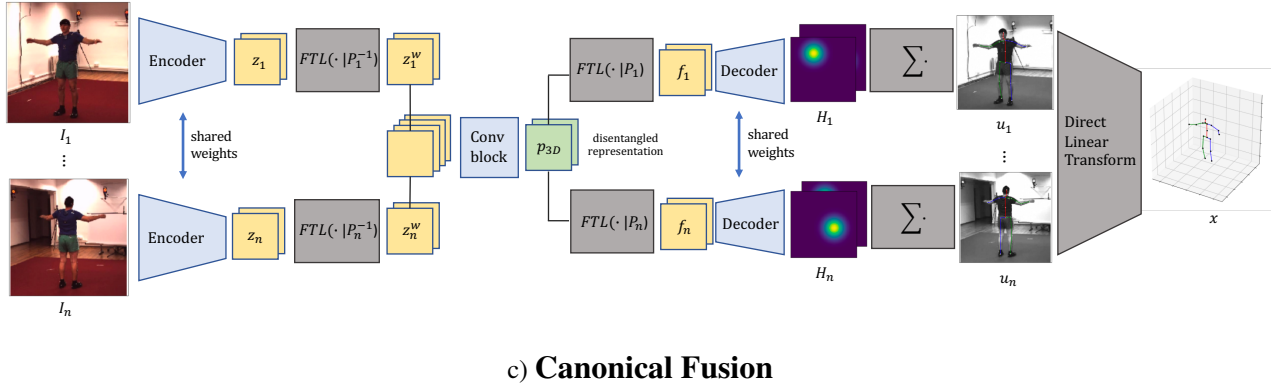 Encoder
z₁
FTL(· |P₁⁻¹)
z₁ʷ
I₁
⋮
shared
weights
Encoder
zₙ
FTL(· |Pₙ⁻¹)
zₙʷ
Iₙ
Conv
block
p₃D
disentangled
representation
FTL(· |P₁)
f₁
Decoder
H₁
∑·
u₁
⋮
shared
weights
FTL(· |Pₙ)
fₙ
Decoder
Hₙ
∑·
uₙ
Direct
Linear
Transform
x
c) Canonical Fusion